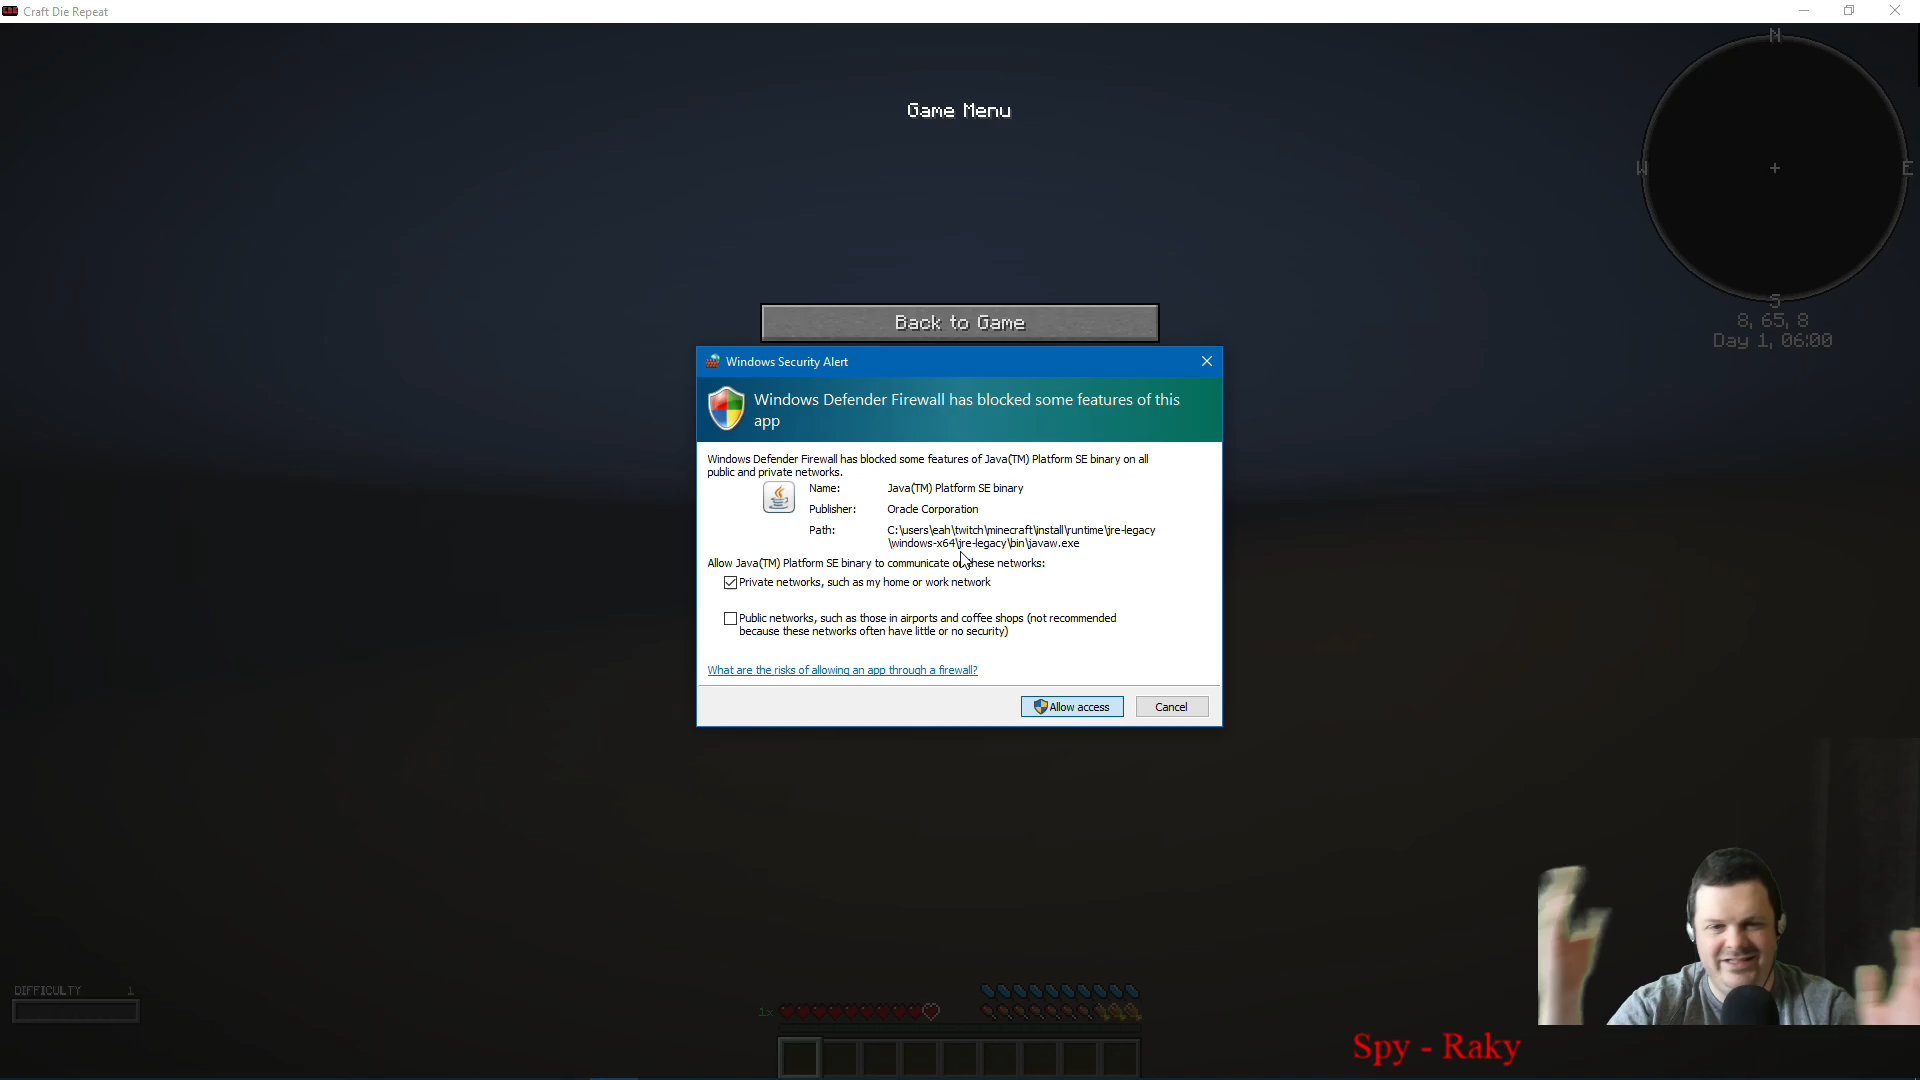 Craft Die Repeat
N
Game Menu
W
E
S
8, 65, 8
Day 1, 06:00
Back to Game
Windows Security Alert
Windows Defender Firewall has blocked some features of this
app
Windows Defender Firewall has blocked some features of Java(TM) Platform SE binary on all
public and private networks.
Name: Java(TM) Platform SE binary
Publisher: Oracle Corporation
Path: C:\users\eah\twitch\minecraft\install\runtime\jre-legacy
\windows-x64\jre-legacy\bin\javaw.exe
Allow Java(TM) Platform SE binary to communicate on these networks:
Private networks, such as my home or work network
Public networks, such as those in airports and coffee shops (not recommended
because these networks often have little or no security)
What are the risks of allowing an app through a firewall?
Allow access
Cancel
DIFFICULTY 1
1x
Spy - Raky